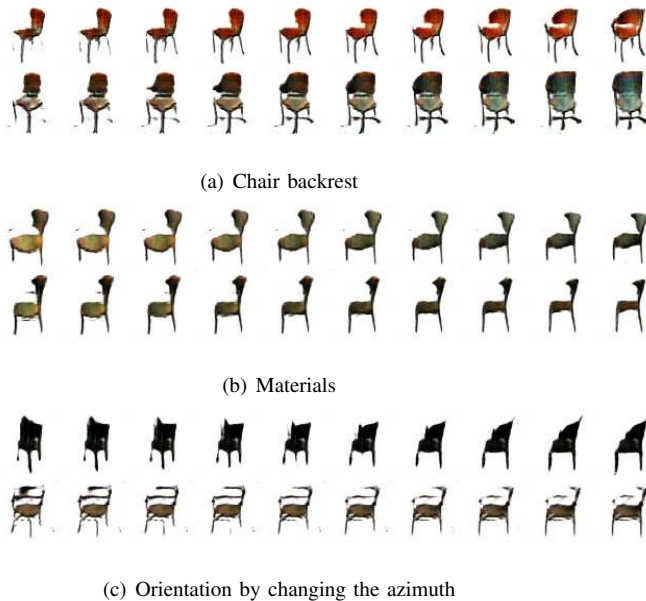 (a) Chair backrest
(b) Materials
(c) Orientation by changing the azimuth